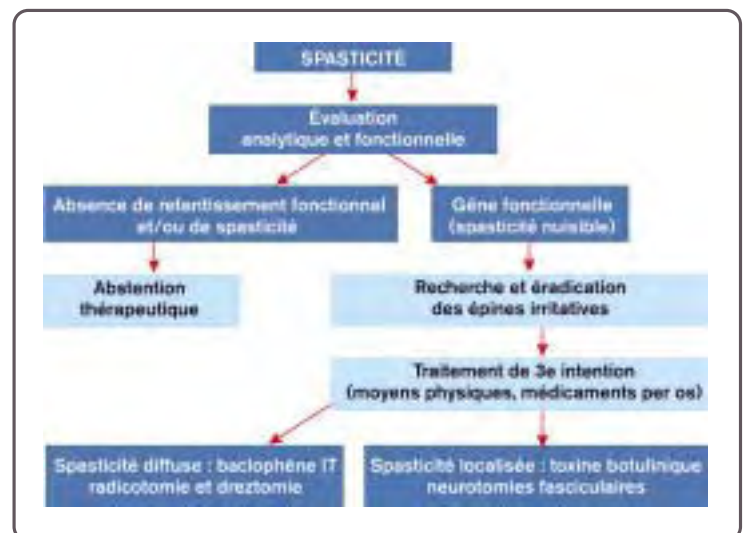 SPASTICITÉ
Évaluation
analytique et fonctionnelle
Absence de retentissement fonctionnal
et/ou de spasticité
Gêne fonctionnelle
(spasticité nuisible)
Abstention
thérapeutique
Recherche et éradication
des épines irritatives
Traitement de 3e intention
(moyens physiques, médicaments per os)
Spasticité diffuse : baclophène IT
radicotomie et dreztomie
Spasticité localisée : toxine botulinique
neurotomies fasciculaires